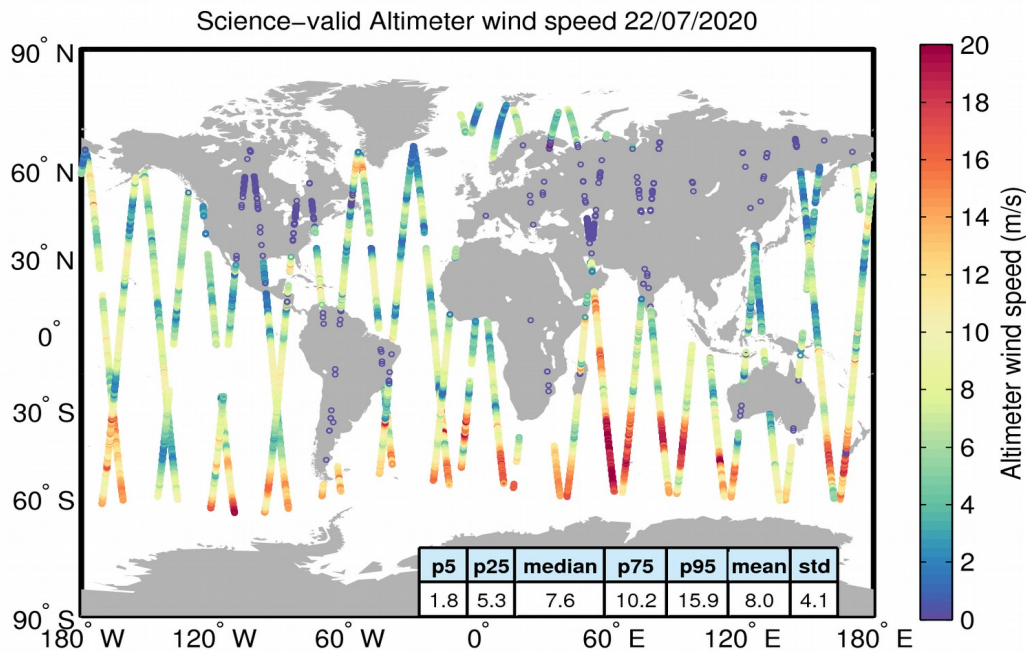 Science−valid Altimeter wind speed 22/07/2020
90° N
60° N
30° N
0°
30° S
60° S
90° S
180° W
120° W
60° W
0°
60° E
120° E
180° E
p5 p25 median p75 p95 mean std
1.8 5.3 7.6 10.2 15.9 8.0 4.1
20
18
16
14
12
10
8
6
4
2
0
Altimeter wind speed (m/s)